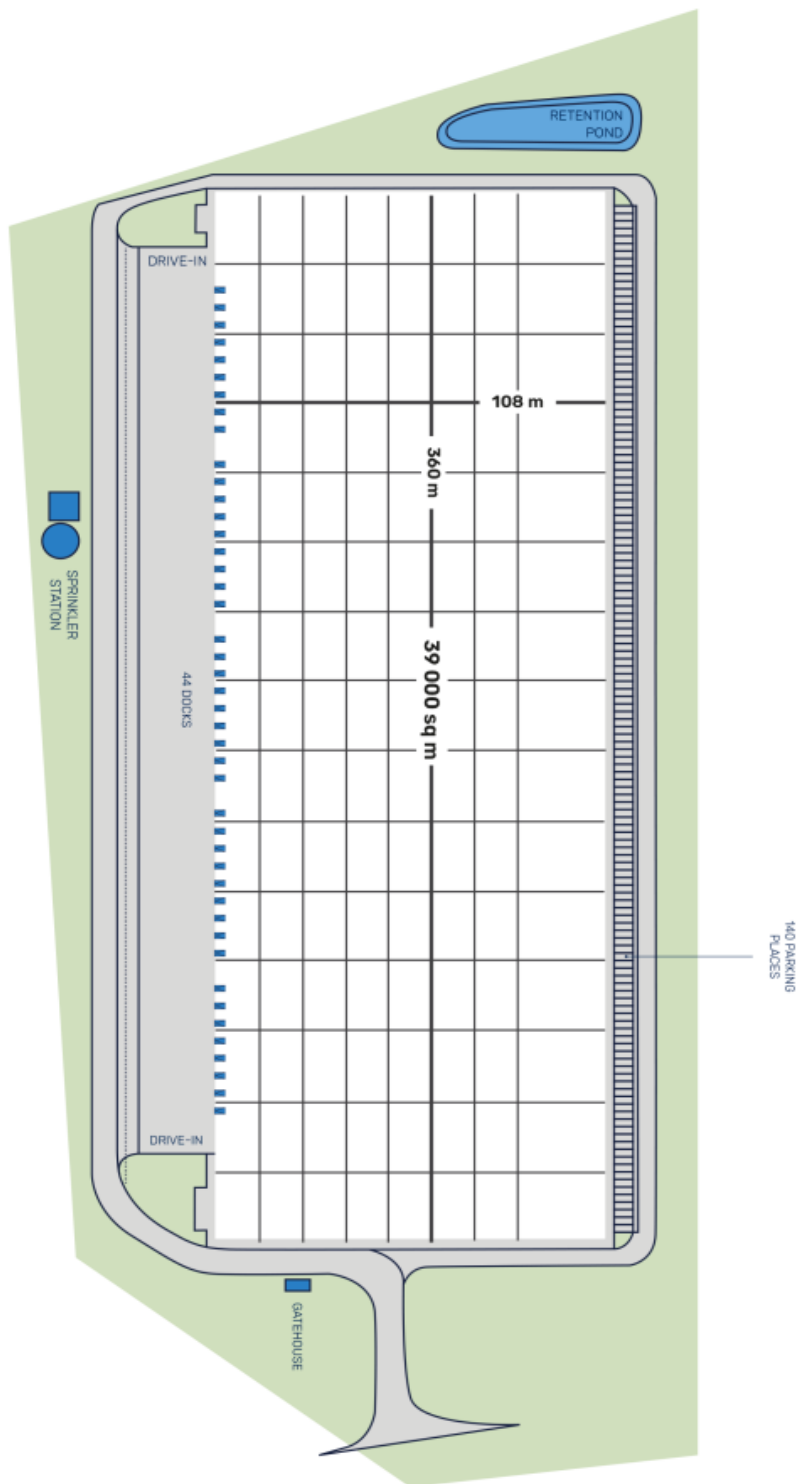 RETENTION
POND
DRIVE-IN
108 m
360 m
SPRINKLER
STATION
39 000 sq m
44 DOCKS
140 PARKING
PLACES
DRIVE-IN
GATEHOUSE